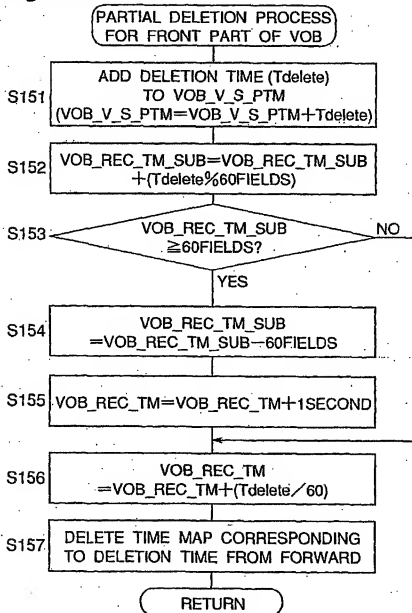 PARTIAL DELETION PROCESS
FOR FRONT PART OF VOB
S151
ADD DELETION TIME (Tdelete)
TO VOB_V_S_PTM
(VOB_V_S_PTM=VOB_V_S_PTM+Tdelete)
S152
VOB_REC_TM_SUB=VOB_REC_TM_SUB
+(Tdelete%60FIELDS)
S153
VOB_REC_TM_SUB
≧60FIELDS?
NO
YES
S154
VOB_REC_TM_SUB
=VOB_REC_TM_SUB−60FIELDS
S155
VOB_REC_TM=VOB_REC_TM+1SECOND
S156
VOB_REC_TM
=VOB_REC_TM+(Tdelete/60)
S157
DELETE TIME MAP CORRESPONDING
TO DELETION TIME FROM FORWARD
RETURN